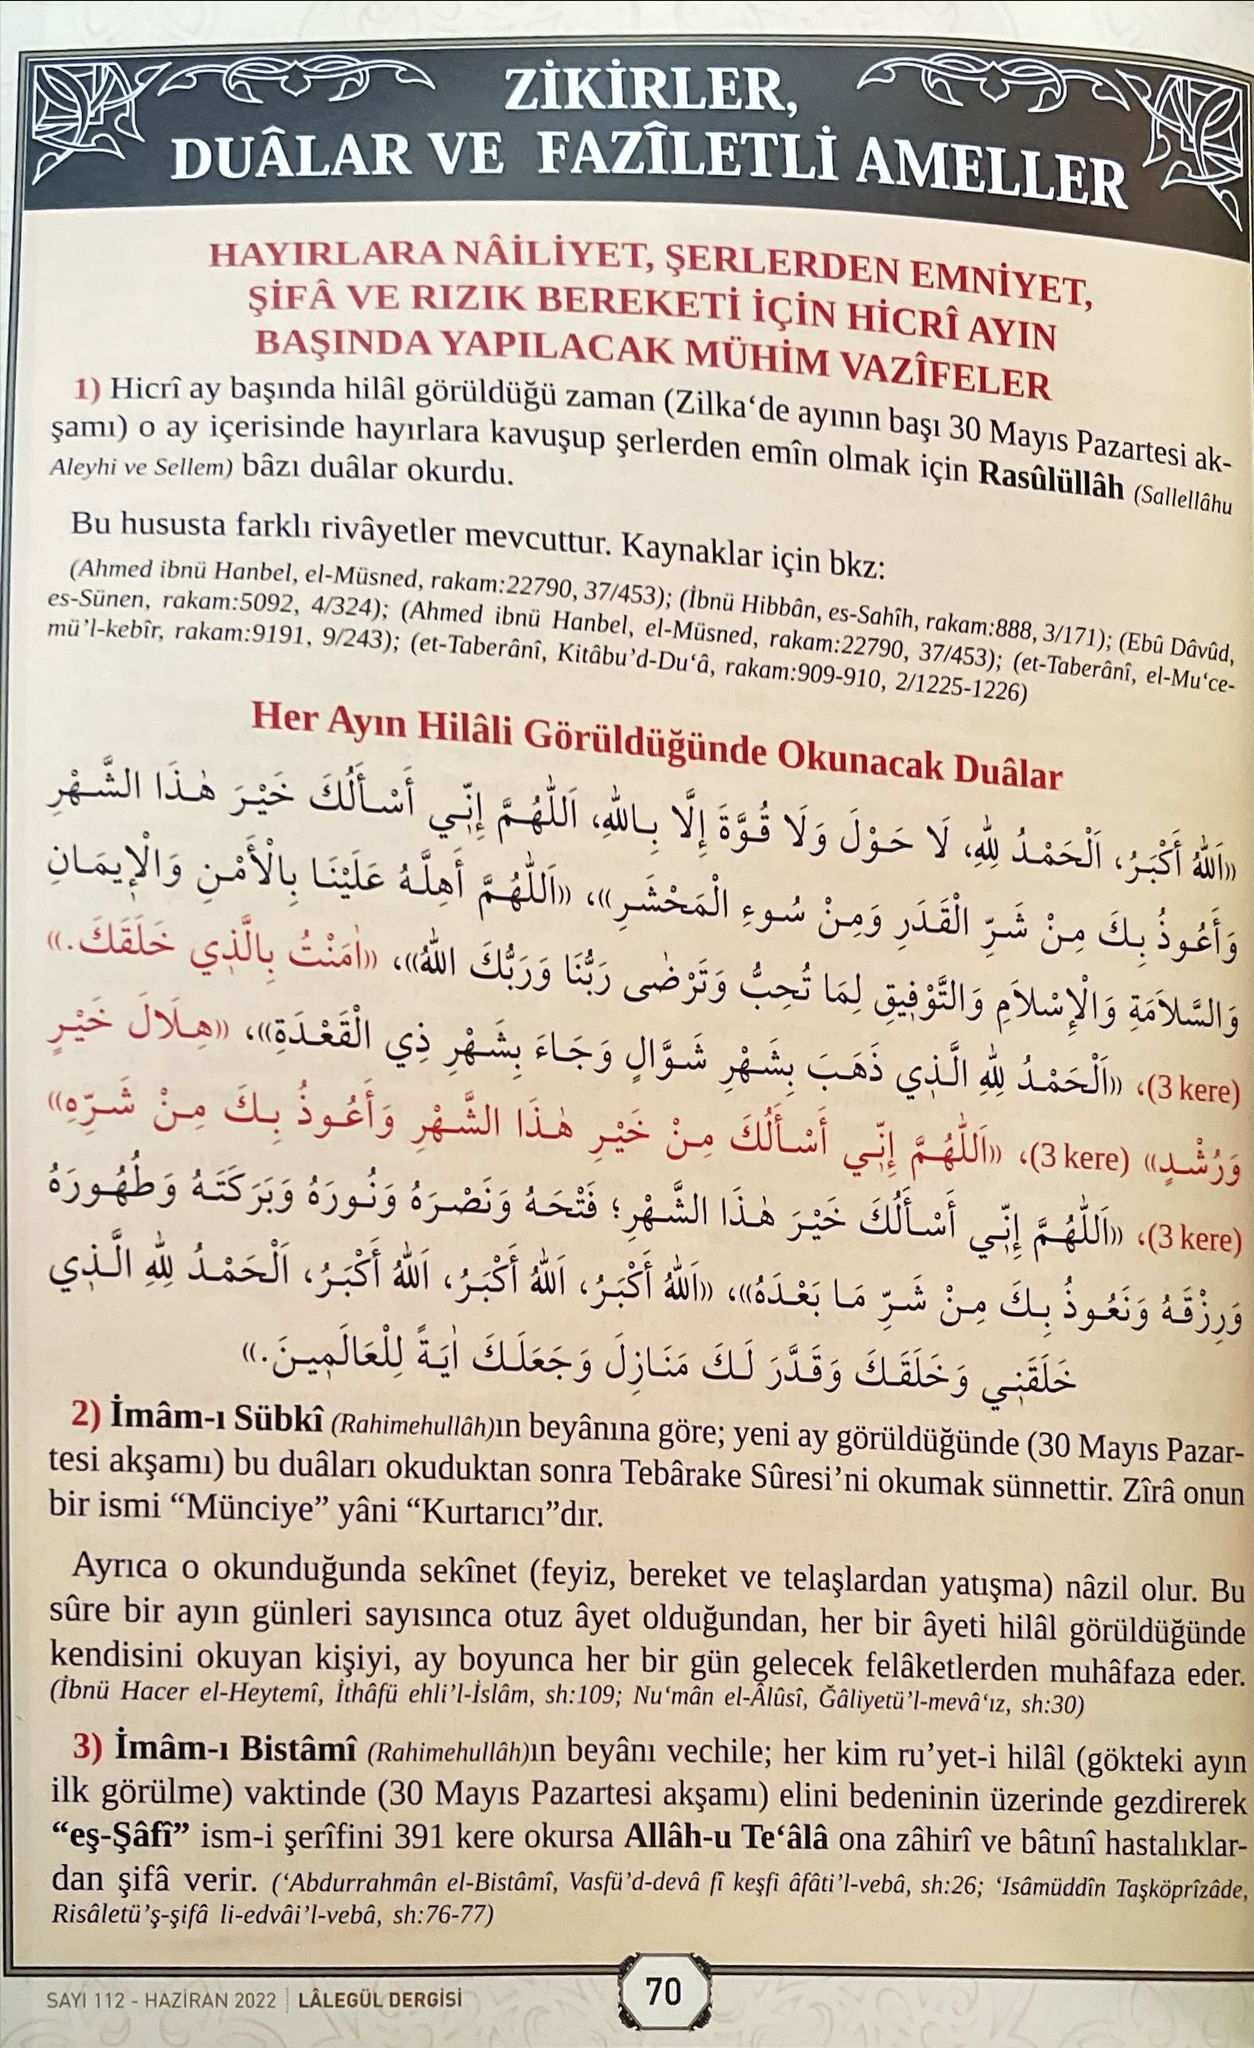 ZİKİRLER,
DUÂLAR VE FAZÎLETLİ AMELLER
HAYIRLARA NÂİLİYET, ŞERLERDEN EMNİYET,
ŞİFÂ VE RIZIK BEREKETİ İÇİN HİCRÎ AYIN
BAŞINDA YAPILACAK MÜHİM VAZÎFELER
1) Hicrî ay başında hilâl görüldüğü zaman (Zilka‘de ayının başı 30 Mayıs Pazartesi ak-
şamı) o ay içerisinde hayırlara kavuşup şerlerden emîn olmak için Rasûlüllâh (Sallellâhu
Aleyhi ve Sellem) bâzı duâlar okurdu.
Bu hususta farklı rivâyetler mevcuttur. Kaynaklar için bkz:
(Ahmed ibnü Hanbel, el-Müsned, rakam:22790, 37/453); (İbnü Hibbân, es-Sahîh, rakam:888, 3/171); (Ebû Dâvûd,
es-Sünen, rakam:5092, 4/324); (Ahmed ibnü Hanbel, el-Müsned, rakam:22790, 37/453); (et-Taberânî, el-Mu‘ce-
mü’l-kebîr, rakam:9191, 9/243); (et-Taberânî, Kitâbu’d-Du‘â, rakam:909-910, 2/1225-1226)
Her Ayın Hilâli Görüldüğünde Okunacak Duâlar
«اَللّٰهُ أَكْبَرُ، اَلْحَمْدُ لِلّٰهِ، لَا حَوْلَ وَلَا قُوَّةَ إِلَّا بِاللّٰهِ، اَللّٰهُمَّ إِنِّي أَسْأَلُكَ خَيْرَ هٰذَا الشَّهْرِ
وَأَعُوذُ بِكَ مِنْ شَرِّ الْقَدَرِ وَمِنْ سُوءِ الْمَحْشَرِ»، «اَللّٰهُمَّ أَهِلَّهُ عَلَيْنَا بِالْأَمْنِ وَالْإِيمَانِ
وَالسَّلَامَةِ وَالْإِسْلَامِ وَالتَّوْفِيقِ لِمَا تُحِبُّ وَتَرْضٰى رَبُّنَا وَرَبُّكَ اللّٰهُ»، «اٰمَنْتُ بِالَّذِي خَلَقَكَ.»
(3 kere)، «اَلْحَمْدُ لِلّٰهِ الَّذِي ذَهَبَ بِشَهْرِ شَوَّالٍ وَجَاءَ بِشَهْرِ ذِي الْقَعْدَةِ»، «هِلَالَ خَيْرٍ
وَرُشْدٍ» (3 kere)، «اَللّٰهُمَّ إِنِّي أَسْأَلُكَ مِنْ خَيْرِ هٰذَا الشَّهْرِ وَأَعُوذُ بِكَ مِنْ شَرِّهِ»
(3 kere)، «اَللّٰهُمَّ إِنِّي أَسْأَلُكَ خَيْرَ هٰذَا الشَّهْرِ؛ فَتْحَهُ وَنَصْرَهُ وَنُورَهُ وَبَرَكَتَهُ وَطُهُورَهُ
وَرِزْقَهُ وَنَعُوذُ بِكَ مِنْ شَرِّ مَا بَعْدَهُ»، «اَللّٰهُ أَكْبَرُ، اَللّٰهُ أَكْبَرُ، اَللّٰهُ أَكْبَرُ، اَلْحَمْدُ لِلّٰهِ الَّذِي
خَلَقَنِي وَخَلَقَكَ وَقَدَّرَ لَكَ مَنَازِلَ وَجَعَلَكَ اٰيَةً لِلْعَالَمِينَ.»
2) İmâm-ı Sübkî (Rahimehullâh)ın beyânına göre; yeni ay görüldüğünde (30 Mayıs Pazar-
tesi akşamı) bu duâları okuduktan sonra Tebârake Sûresi’ni okumak sünnettir. Zîrâ onun
bir ismi “Münciye” yâni “Kurtarıcı”dır.
Ayrıca o okunduğunda sekînet (feyiz, bereket ve telaşlardan yatışma) nâzil olur. Bu
sûre bir ayın günleri sayısınca otuz âyet olduğundan, her bir âyeti hilâl görüldüğünde
kendisini okuyan kişiyi, ay boyunca her bir gün gelecek felâketlerden muhâfaza eder.
(İbnü Hacer el-Heytemî, İthâfü ehli’l-İslâm, sh:109; Nu‘mân el-Âlûsî, Ğâliyetü’l-mevâ‘ız, sh:30)
3) İmâm-ı Bistâmî (Rahimehullâh)ın beyânı vechile; her kim ru’yet-i hilâl (gökteki ayın
ilk görülme) vaktinde (30 Mayıs Pazartesi akşamı) elini bedeninin üzerinde gezdirerek
“eş-Şâfî” ism-i şerîfini 391 kere okursa Allâh-u Te‘âlâ ona zâhirî ve bâtınî hastalıklar-
dan şifâ verir. (‘Abdurrahmân el-Bistâmî, Vasfü’d-devâ fî keşfi âfâti’l-vebâ, sh:26; ‘Isâmüddîn Taşköprîzâde,
Risâletü’ş-şifâ li-edvâi’l-vebâ, sh:76-77)
SAYI 112 - HAZİRAN 2022 | LÂLEGÜL DERGİSİ
70